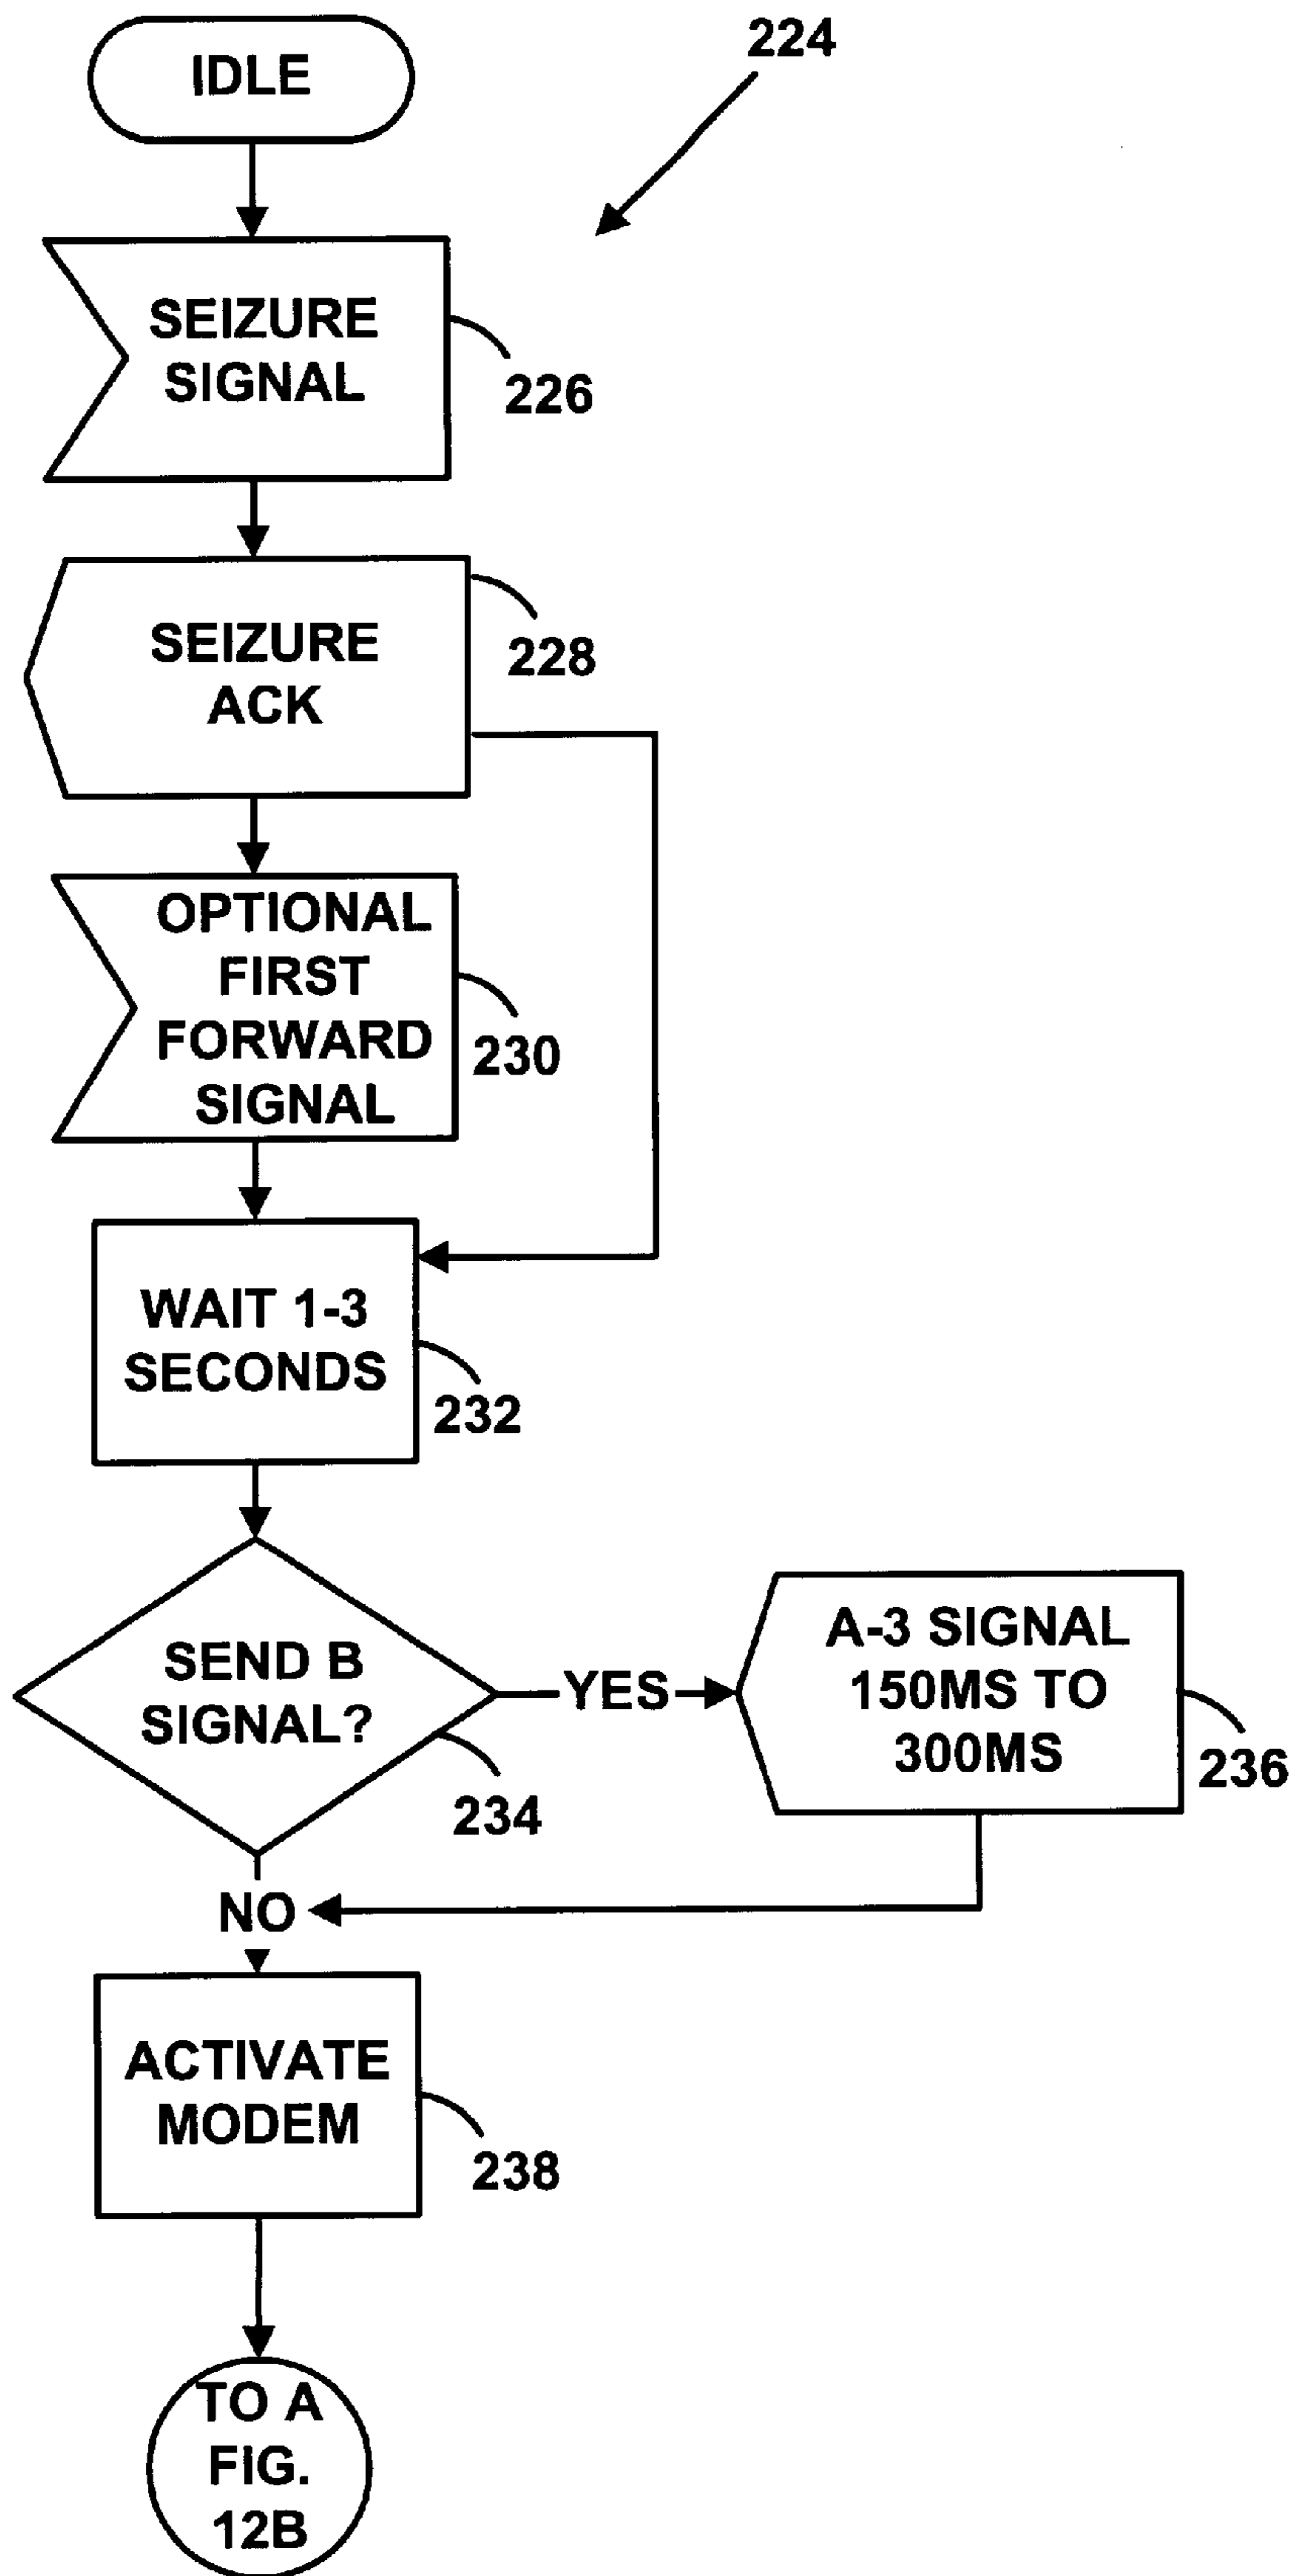 IDLE
224
SEIZURE
SIGNAL
226
SEIZURE
ACK
228
OPTIONAL
FIRST
FORWARD
SIGNAL
230
WAIT 1-3
SECONDS
232
SEND B
SIGNAL?
234
YES
A-3 SIGNAL
150MS TO
300MS
236
NO
ACTIVATE
MODEM
238
TO A
FIG.
12B